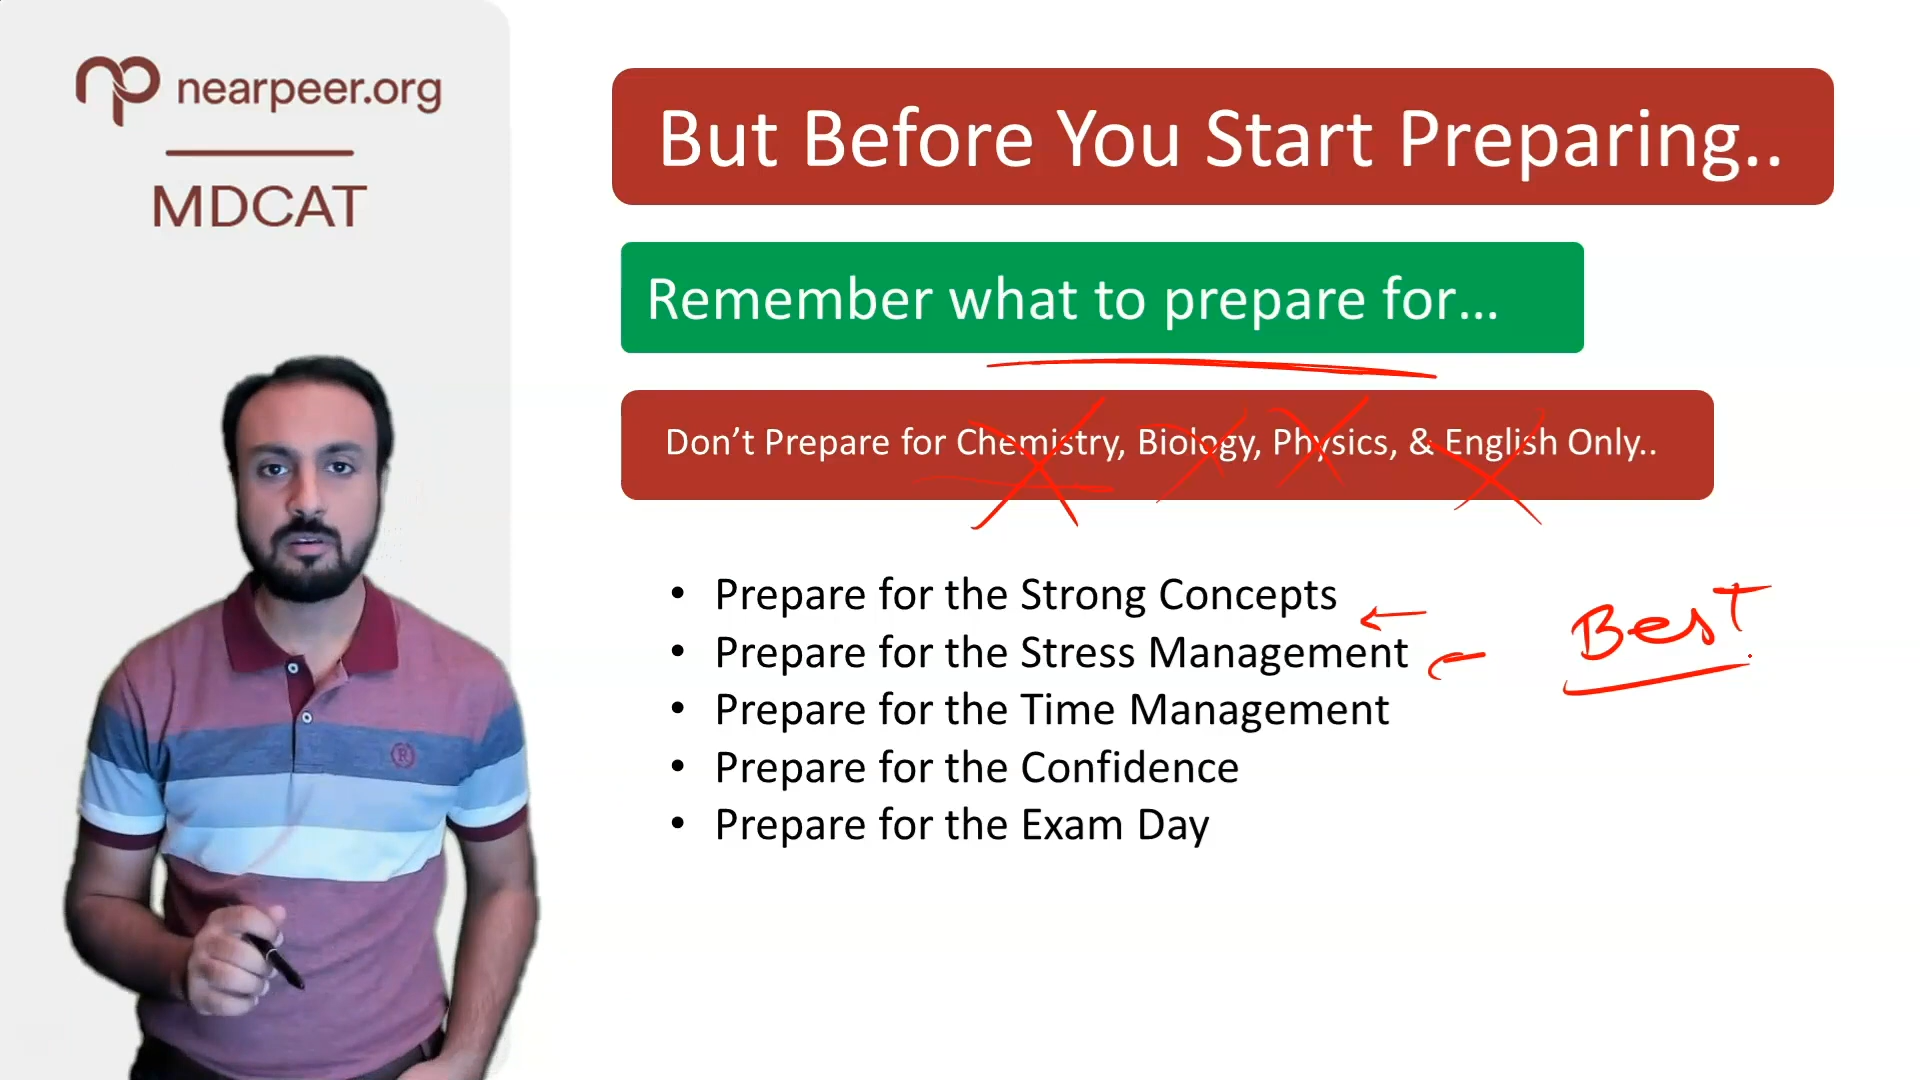 nearpeer.org
MDCAT
But Before You Start Preparing..
Remember what to prepare for...
Don’t Prepare for Chemistry, Biology, Physics, & English Only..
• Prepare for the Strong Concepts
• Prepare for the Stress Management
• Prepare for the Time Management
• Prepare for the Confidence
• Prepare for the Exam Day
Best